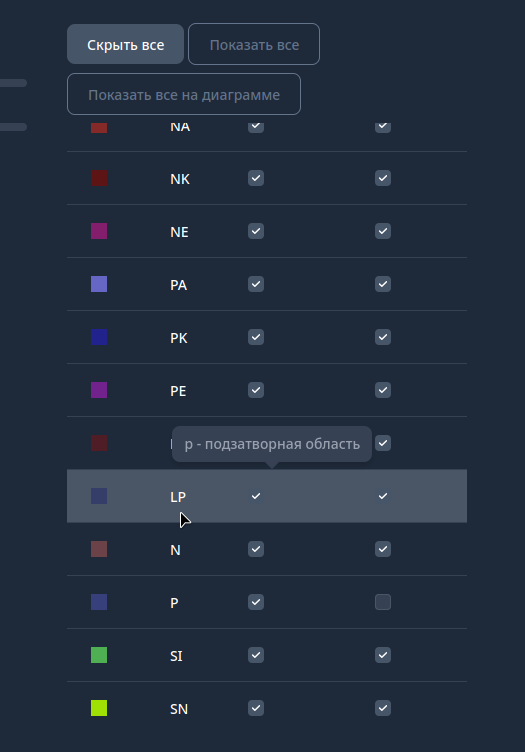 Скрыть все
Показать все
Показать все на диаграмме
NA
NK
NE
PA
PK
PE
p - подзатворная область
LP
N
P
SI
SN